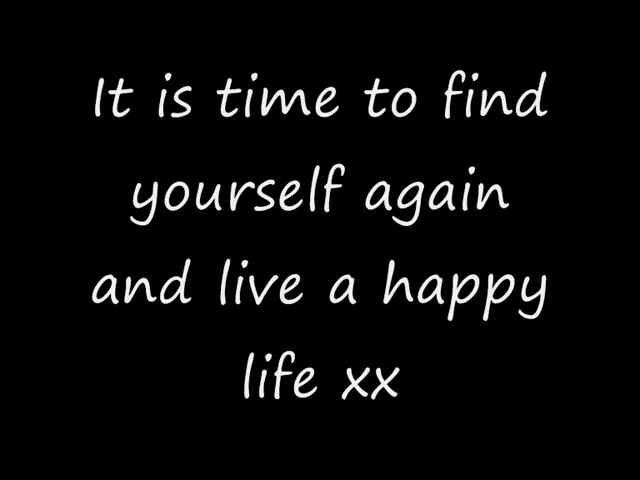 It is time to find
yourself again
and live a happy
life xx